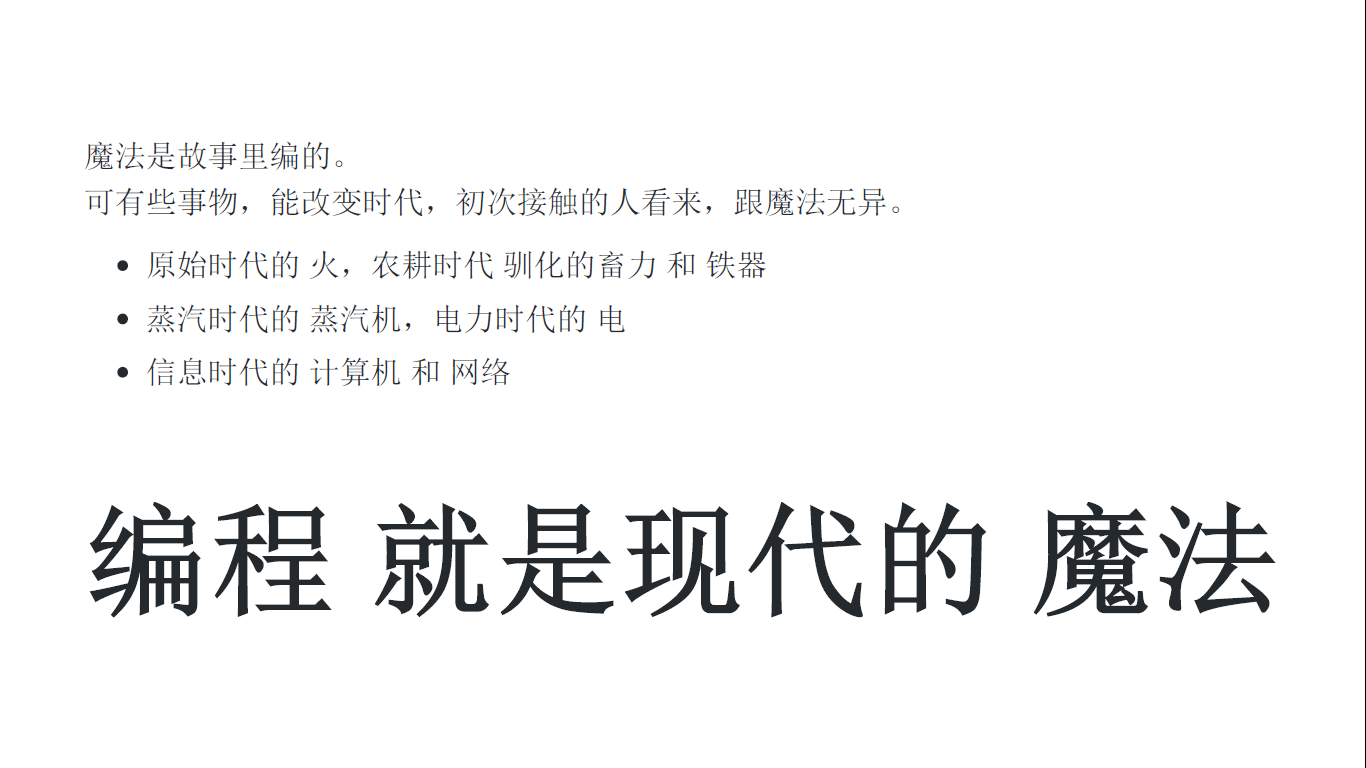 魔法是故事里编的。
可有些事物，能改变时代，初次接触的人看来，跟魔法无异。
• 原始时代的 火，农耕时代 驯化的畜力 和 铁器
• 蒸汽时代的 蒸汽机，电力时代的 电
• 信息时代的 计算机 和 网络
编程 就是现代的 魔法